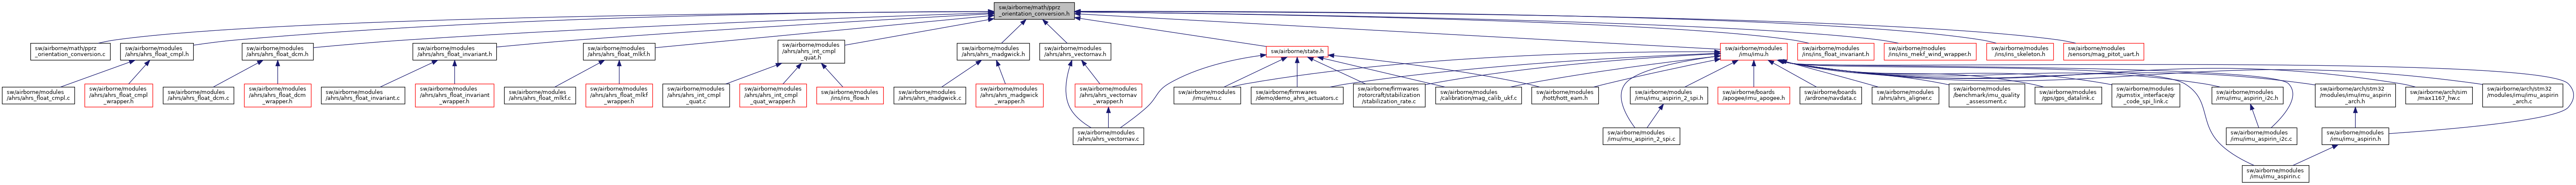 sw/airborne/math/pprz
_orientation_conversion.h
sw/airborne/math/pprz
_orientation_conversion.c
sw/airborne/modules
/ahrs/ahrs_float_cmpl.h
sw/airborne/modules
/ahrs/ahrs_float_dcm.h
sw/airborne/modules
/ahrs/ahrs_float_invariant.h
sw/airborne/modules
/ahrs/ahrs_float_mlkf.h
sw/airborne/modules
/ahrs/ahrs_int_cmpl
_quat.h
sw/airborne/modules
/ahrs/ahrs_madgwick.h
sw/airborne/modules
/ahrs/ahrs_vectornav.h
sw/airborne/state.h
sw/airborne/modules
/imu/imu.h
sw/airborne/modules
/ins/ins_float_invariant.h
sw/airborne/modules
/ins/ins_mekf_wind_wrapper.h
sw/airborne/modules
/ins/ins_skeleton.h
sw/airborne/modules
/sensors/mag_pitot_uart.h
sw/airborne/modules
/ahrs/ahrs_float_cmpl.c
sw/airborne/modules
/ahrs/ahrs_float_cmpl
_wrapper.h
sw/airborne/modules
/ahrs/ahrs_float_dcm.c
sw/airborne/modules
/ahrs/ahrs_float_dcm
_wrapper.h
sw/airborne/modules
/ahrs/ahrs_float_invariant.c
sw/airborne/modules
/ahrs/ahrs_float_invariant
_wrapper.h
sw/airborne/modules
/ahrs/ahrs_float_mlkf.c
sw/airborne/modules
/ahrs/ahrs_float_mlkf
_wrapper.h
sw/airborne/modules
/ahrs/ahrs_int_cmpl
_quat.c
sw/airborne/modules
/ahrs/ahrs_int_cmpl
_quat_wrapper.h
sw/airborne/modules
/ins/ins_flow.h
sw/airborne/modules
/ahrs/ahrs_madgwick.c
sw/airborne/modules
/ahrs/ahrs_madgwick
_wrapper.h
sw/airborne/modules
/ahrs/ahrs_vectornav
_wrapper.h
sw/airborne/modules
/imu/imu.c
sw/airborne/firmwares
/demo/demo_ahrs_actuators.c
sw/airborne/firmwares
/rotorcraft/stabilization
/stabilization_rate.c
sw/airborne/modules
/calibration/mag_calib_ukf.c
sw/airborne/modules
/hott/hott_eam.h
sw/airborne/modules
/imu/imu_aspirin_2_spi.h
sw/airborne/boards
/apogee/imu_apogee.h
sw/airborne/boards
/ardrone/navdata.c
sw/airborne/modules
/ahrs/ahrs_aligner.c
sw/airborne/modules
/benchmark/imu_quality
_assessment.c
sw/airborne/modules
/gps/gps_datalink.c
sw/airborne/modules
/gumstix_interface/qr
_code_spi_link.c
sw/airborne/modules
/imu/imu_aspirin_i2c.h
sw/airborne/arch/stm32
/modules/imu/imu_aspirin
_arch.h
sw/airborne/arch/sim
/max1167_hw.c
sw/airborne/arch/stm32
/modules/imu/imu_aspirin
_arch.c
sw/airborne/modules
/ahrs/ahrs_vectornav.c
sw/airborne/modules
/imu/imu_aspirin_2_spi.c
sw/airborne/modules
/imu/imu_aspirin_i2c.c
sw/airborne/modules
/imu/imu_aspirin.h
sw/airborne/modules
/imu/imu_aspirin.c